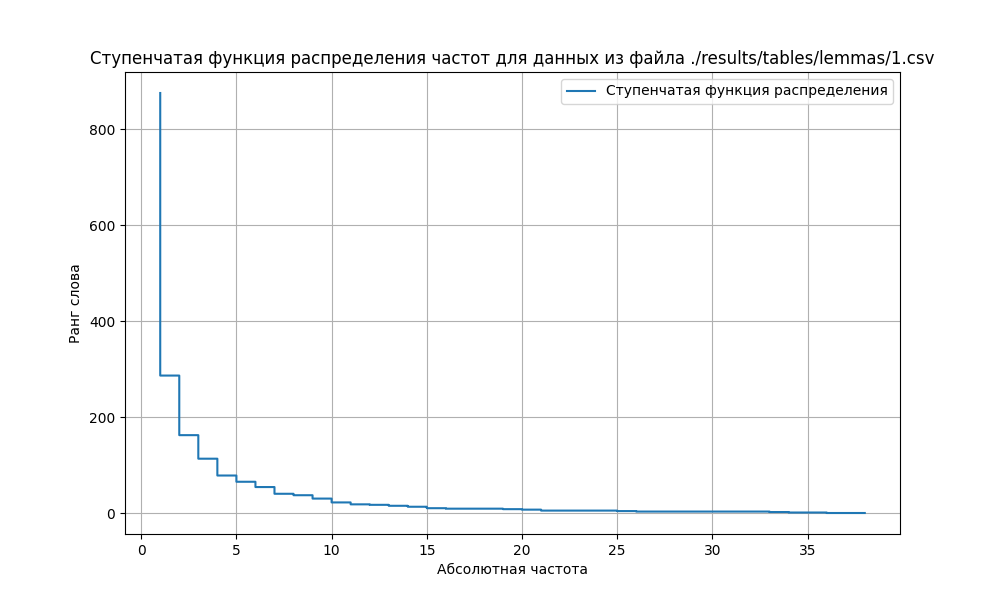 Ступенчатая функция распределения частот для данных из файла ./results/tables/lemmas/1.csv
Ступенчатая функция распределения
Ранг слова
800
600
400
200
0
0 5 10 15 20 25 30 35
Абсолютная частота